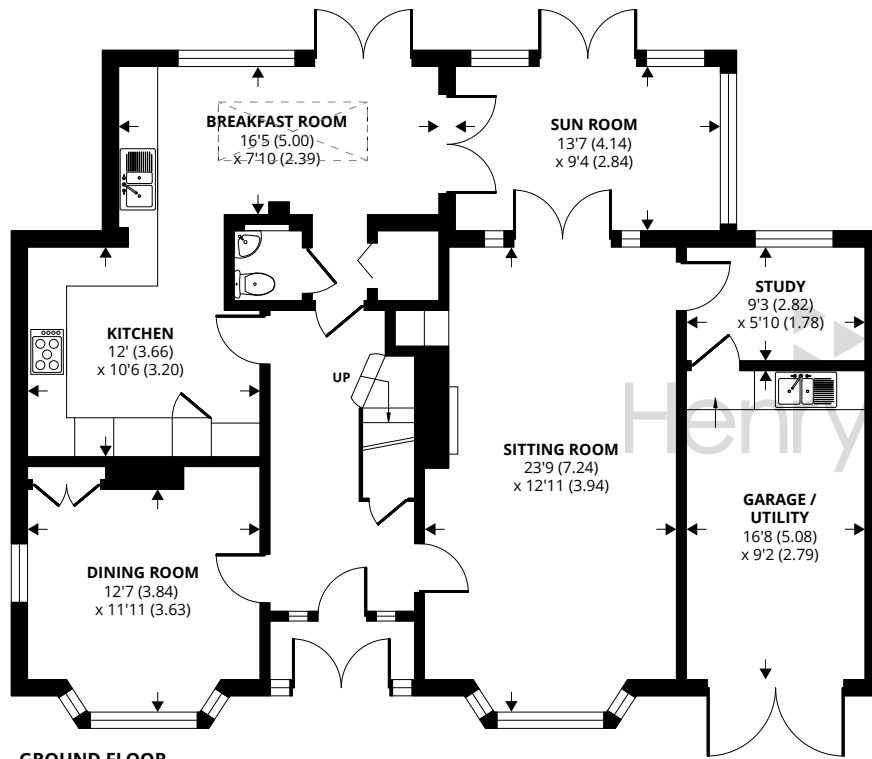 BREAKFAST ROOM
16'5 (5.00)
x 7'10 (2.39)
SUN ROOM
13'7 (4.14)
x 9'4 (2.84)
STUDY
9'3 (2.82)
x 5'10 (1.78)
KITCHEN
12' (3.66)
x 10'6 (3.20)
UP
Henry
SITTING ROOM
23'9 (7.24)
x 12'11 (3.94)
GARAGE /
UTILITY
16'8 (5.08)
x 9'2 (2.79)
DINING ROOM
12'7 (3.84)
x 11'11 (3.63)
GROUND FLOOR